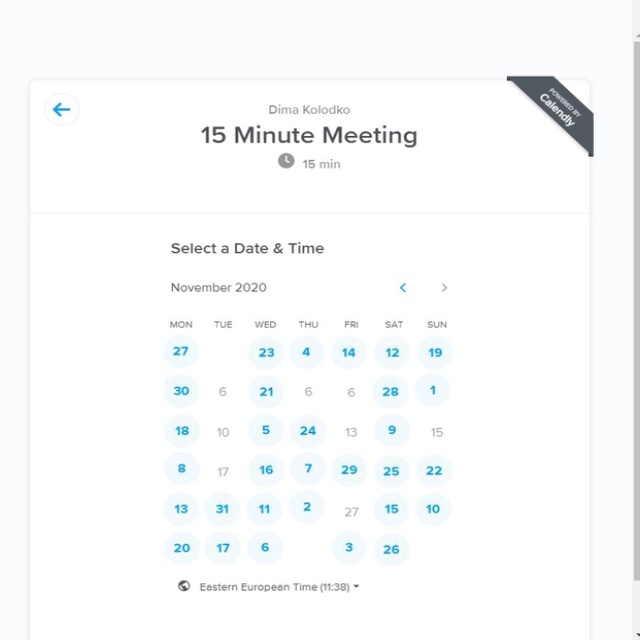 POWERED BY
Calendly
Dima Kolodko
15 Minute Meeting
15 min
Select a Date & Time
November 2020
MON TUE WED THU FRI SAT SUN
27 23 4 14 12 19
30 6 21 6 6 28 1
18 10 5 24 13 9 15
8 17 16 7 29 25 22
13 31 11 2 27 15 10
20 17 6 3 26
Eastern European Time (11:38)